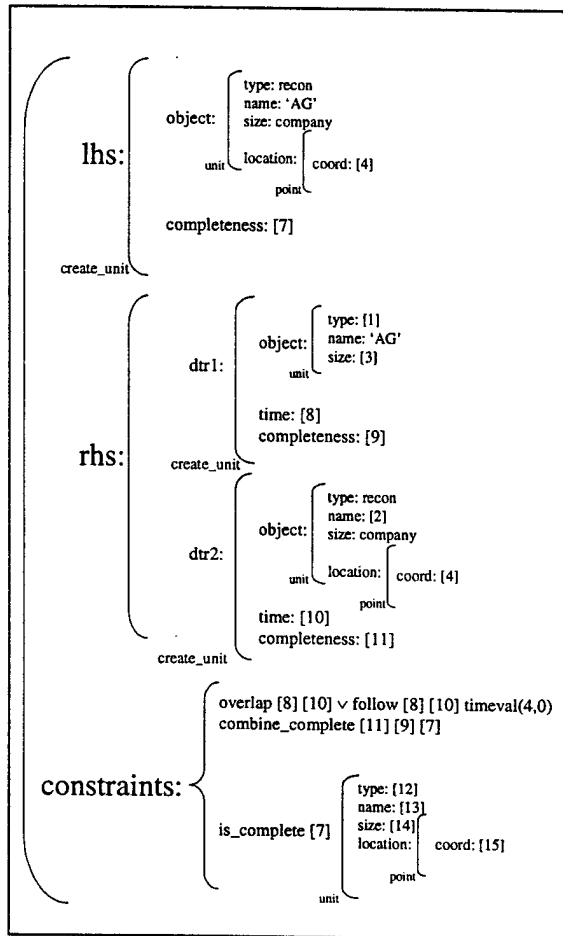 type: recon
name: 'AG'
object:
size: company
lhs:
location:
coord: [4]
unit
point
completeness: [7]
create_unit
type: [1]
object:
name: 'AG'
dtr1:
size: [3]
unit
time: [8]
completeness: [9]
rhs:
create_unit
type: recon
name: [2]
object:
size: company
dtr2:
location:
coord: [4]
unit
point
time: [10]
completeness: [11]
create_unit
overlap [8] [10] ∨ follow [8] [10] timeval(4,0)
combine_complete [11] [9] [7]
constraints:
type: [12]
name: [13]
is_complete [7]
size: [14]
location:
coord: [15]
point
unit